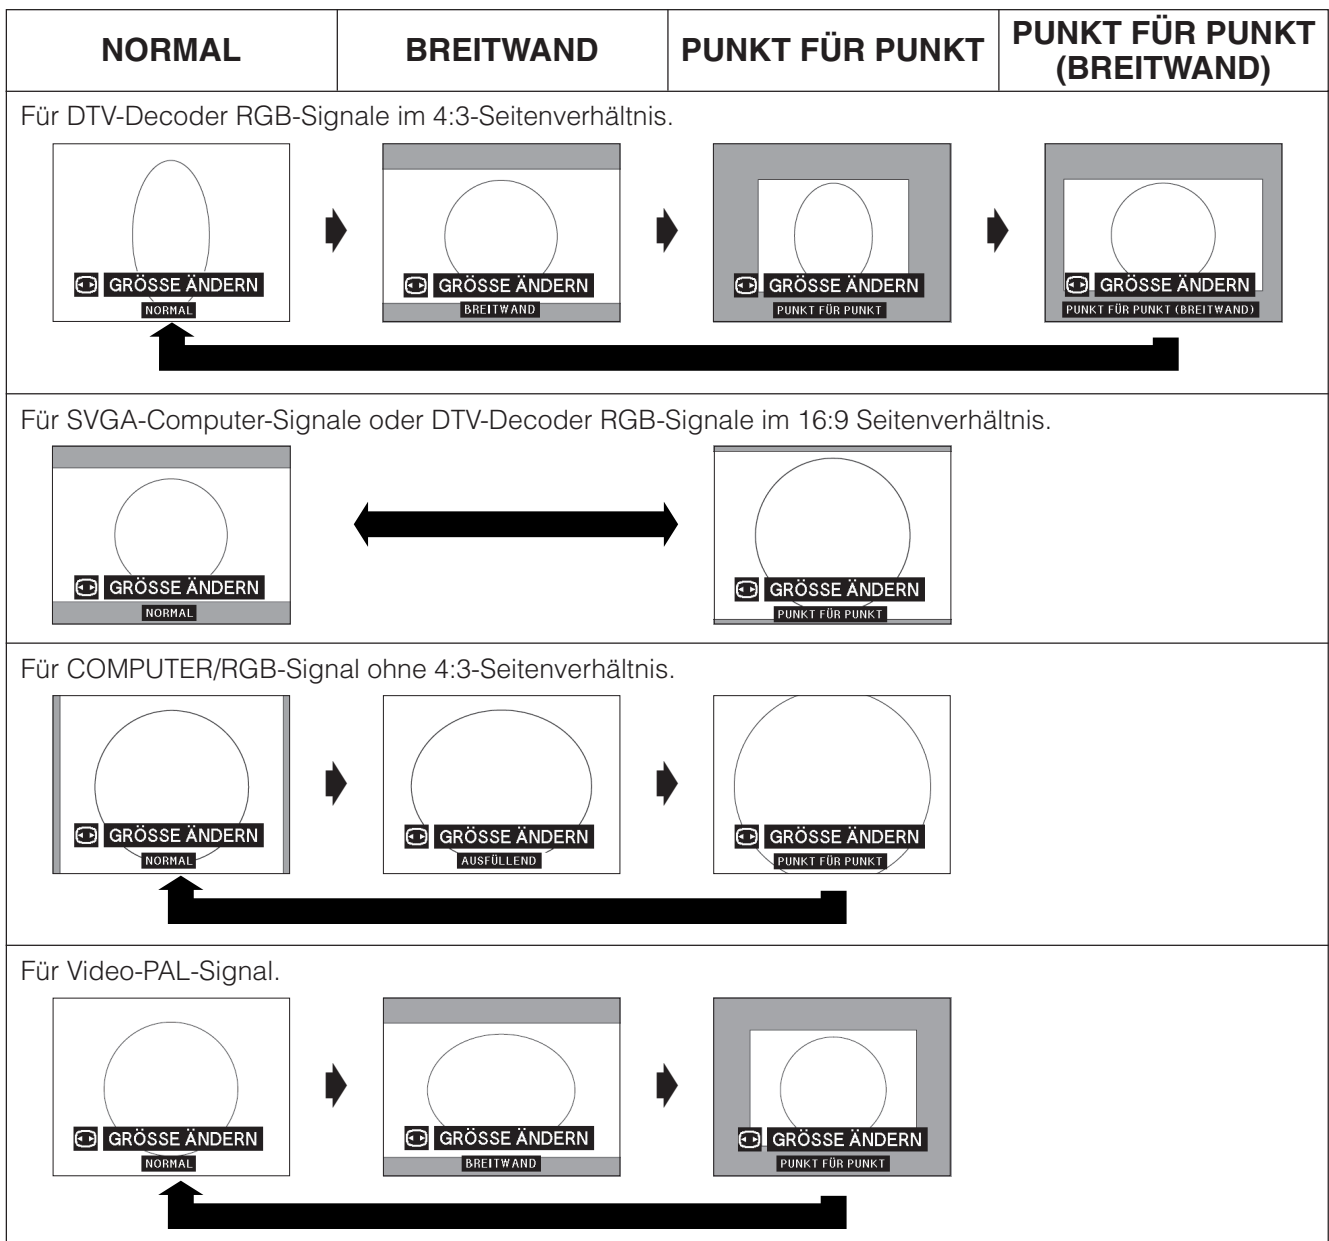 NORMAL
BREITWAND
PUNKT FÜR PUNKT
PUNKT FÜR PUNKT
(BREITWAND)
Für DTV-Decoder RGB-Signale im 4:3-Seitenverhältnis.
GRÖSSE ÄNDERN
NORMAL
GRÖSSE ÄNDERN
BREITWAND
GRÖSSE ÄNDERN
PUNKT FÜR PUNKT
GRÖSSE ÄNDERN
PUNKT FÜR PUNKT (BREITWAND)
Für SVGA-Computer-Signale oder DTV-Decoder RGB-Signale im 16:9 Seitenverhältnis.
GRÖSSE ÄNDERN
NORMAL
GRÖSSE ÄNDERN
PUNKT FÜR PUNKT
Für COMPUTER/RGB-Signal ohne 4:3-Seitenverhältnis.
GRÖSSE ÄNDERN
NORMAL
GRÖSSE ÄNDERN
AUSFÜLLEND
GRÖSSE ÄNDERN
PUNKT FÜR PUNKT
Für Video-PAL-Signal.
GRÖSSE ÄNDERN
NORMAL
GRÖSSE ÄNDERN
BREITWAND
GRÖSSE ÄNDERN
PUNKT FÜR PUNKT